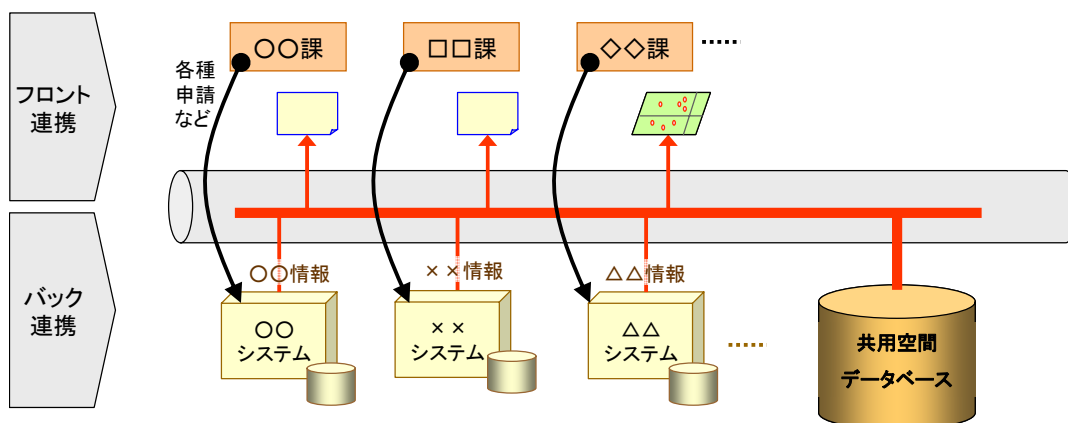 フロント
連携
〇〇課
□□課
◇◇課
各種
申請
など
バック
連携
〇〇情報
××情報
△△情報
〇〇
システム
××
システム
△△
システム
共用空間
データベース